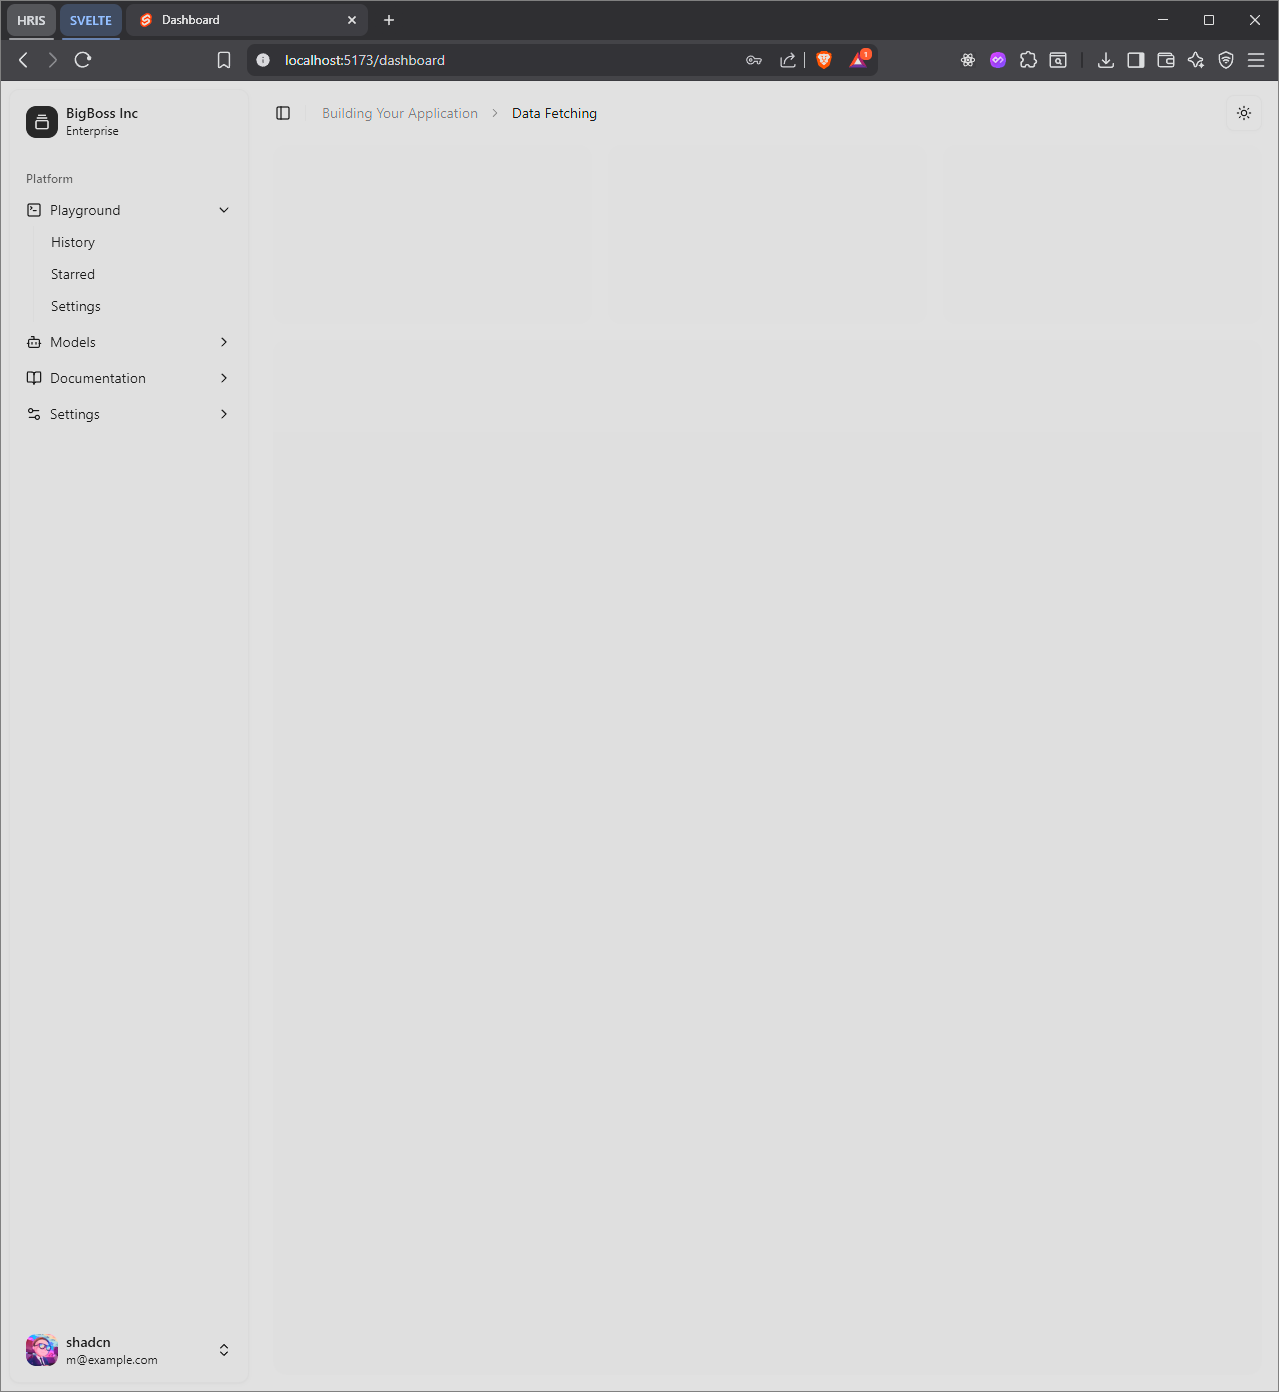 HRIS
SVELTE
Dashboard
localhost:5173/dashboard
1
BigBoss Inc
Enterprise
Building Your Application
Data Fetching
Platform
Playground
History
Starred
Settings
Models
Documentation
Settings
shadcn
m@example.com